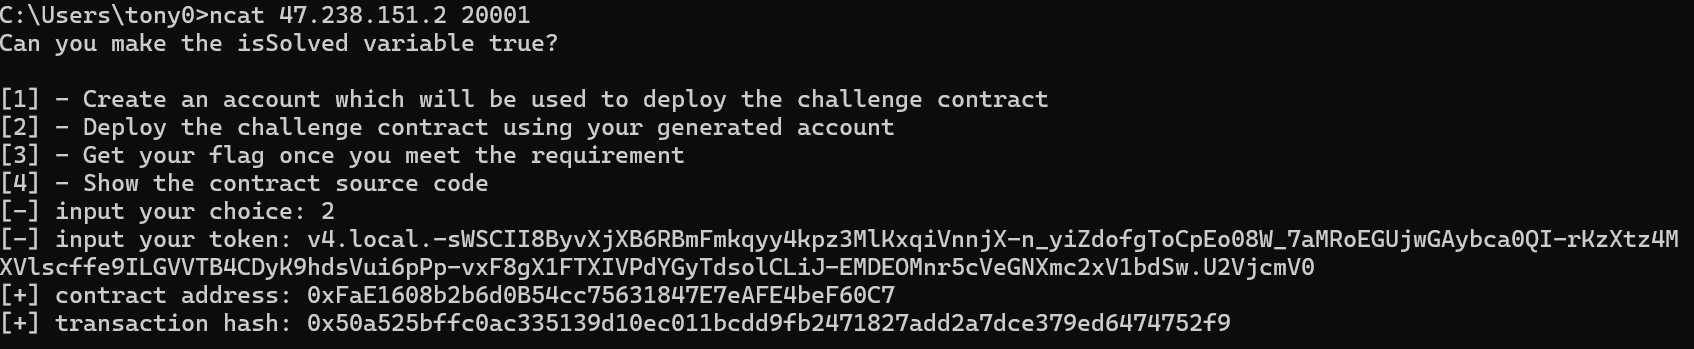 C:\Users\tony0>ncat 47.238.151.2 20001
Can you make the isSolved variable true?
[1] - Create an account which will be used to deploy the challenge contract
[2] - Deploy the challenge contract using your generated account
[3] - Get your flag once you meet the requirement
[4] - Show the contract source code
[-] input your choice: 2
[-] input your token: v4.local.-sWSCII8ByvXjXB6RBmFmkqyy4kpz3MlKxqiVnnjX-n_yiZdofgToCpEo08W_7aMRoEGUjwGAybca0QI-rKzXtz4M
XVlscffe9ILGVVTB4CDyK9hdsVui6pPp-vxF8gX1FTXIVPdYGyTdsolCLiJ-EMDEOMnr5cVeGNXmc2xV1bdSw.U2VjcmV0
[+] contract address: 0xFaE1608b2b6d0B54cc75631847E7eAFE4beF60C7
[+] transaction hash: 0x50a525bffc0ac335139d10ec011bcdd9fb2471827add2a7dce379ed6474752f9